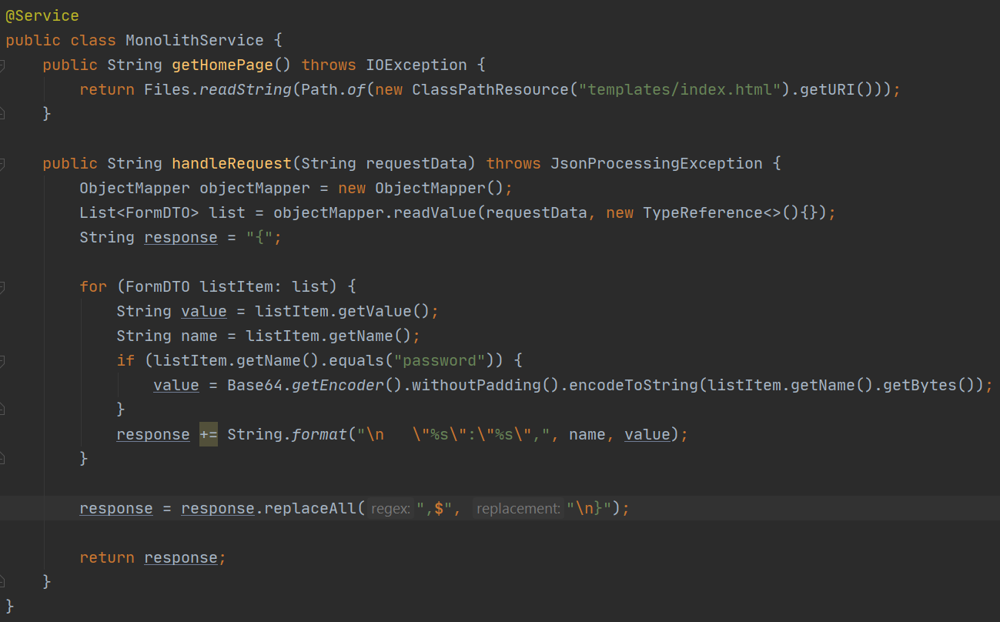 @Service
public class MonolithService {
    public String getHomePage() throws IOException {
        return Files.readString(Path.of(new ClassPathResource("templates/index.html").getURI()));
    }

    public String handleRequest(String requestData) throws JsonProcessingException {
        ObjectMapper objectMapper = new ObjectMapper();
        List<FormDTO> list = objectMapper.readValue(requestData, new TypeReference<>(){});
        String response = "{";

        for (FormDTO listItem: list) {
            String value = listItem.getValue();
            String name = listItem.getName();
            if (listItem.getName().equals("password")) {
                value = Base64.getEncoder().withoutPadding().encodeToString(listItem.getName().getBytes());
            }
            response += String.format("\n   \"%s\":\"%s\",", name, value);
        }

        response = response.replaceAll( regex: ",$", replacement: "\n}");

        return response;
    }
}